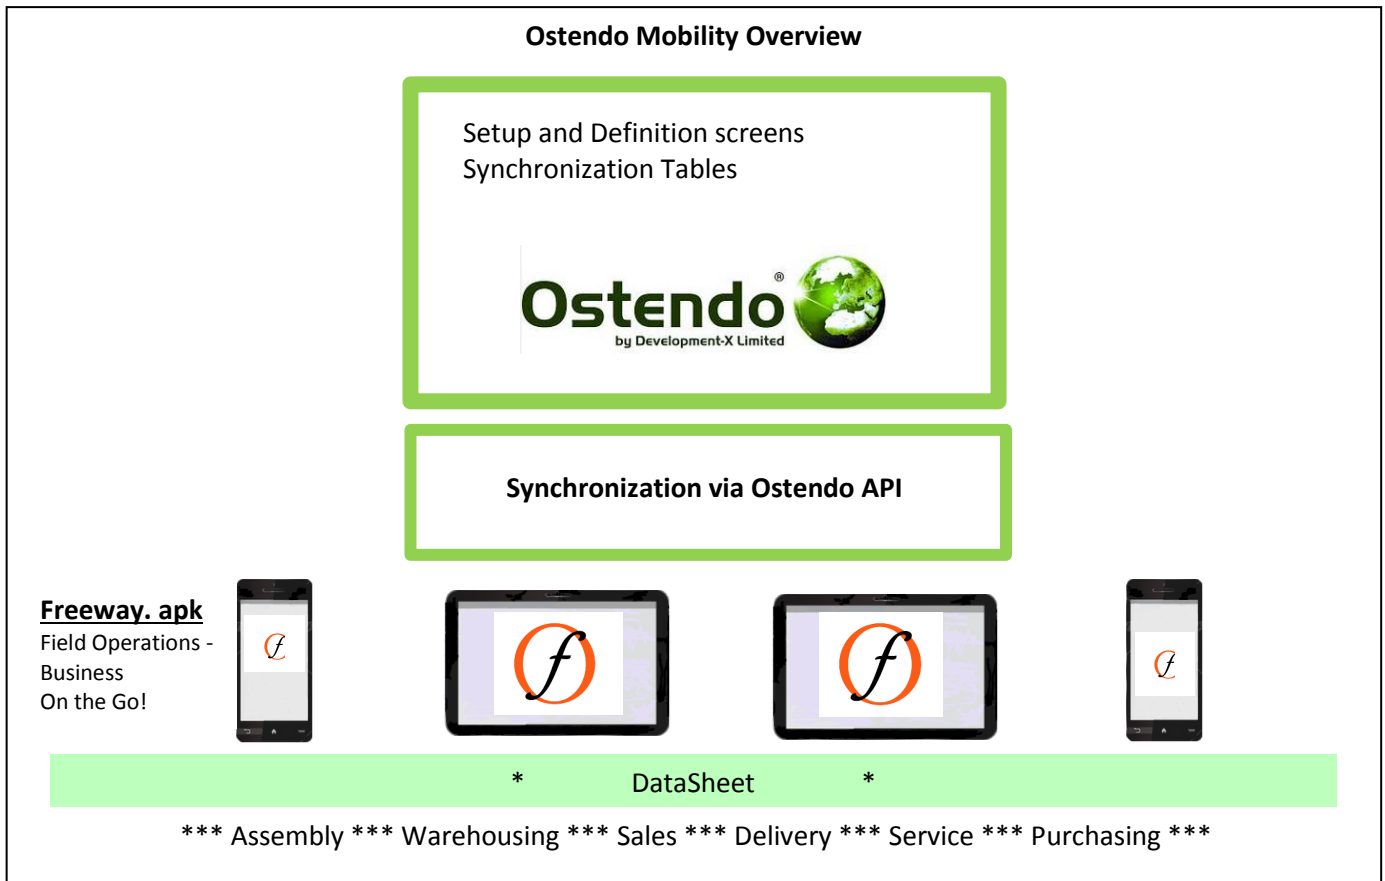 Ostendo Mobility Overview
Setup and Definition screens
Synchronization Tables
Ostendo®
by Development-X Limited
Synchronization via Ostendo API
Freeway. apk
Field Operations -
Business
On the Go!
f
f
f
f
* DataSheet *
*** Assembly *** Warehousing *** Sales *** Delivery *** Service *** Purchasing ***